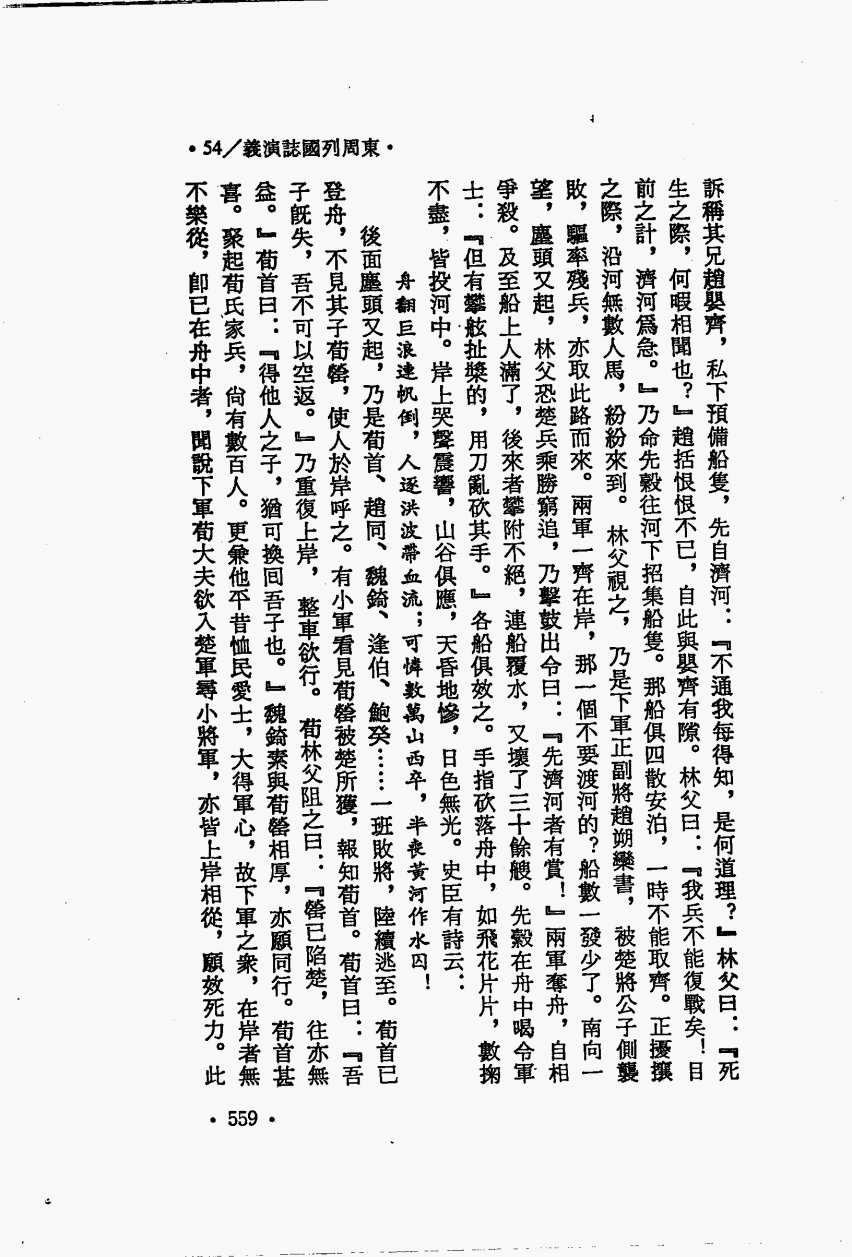 •東周列國誌演義／54•
訴稱其兄趙嬰齊，私下預備船隻，先自濟河：『不通我每得知，是何道理？』林父曰：『死
生之際，何暇相聞也？』趙括恨恨不已，自此與嬰齊有隙。林父曰：『我兵不能復戰矣！目
前之計，濟河爲急。』乃命先縠往河下招集船隻。那船俱四散安泊，一時不能取齊。正擾攘
之際，沿河無數人馬，紛紛來到。林父視之，乃是下軍正副將趙朔欒書，被楚將公子側襲
敗，驅率殘兵，亦取此路而來。兩軍一齊在岸，那一個不要渡河的？船數一發少了。南向一
望，塵頭又起，林父恐楚兵乘勝窮追，乃擊鼓出令曰：『先濟河者有賞！』兩軍奪舟，自相
爭殺。及至船上人滿了，後來者攀附不絕，連船覆水，又壞了三十餘艘。先縠在舟中喝令軍
士：『但有攀舷扯槳的，用刀亂砍其手。』各船俱效之。手指砍落舟中，如飛花片片，數掬
不盡，皆投河中。岸上哭聲震響，山谷俱應，天昏地慘，日色無光。史臣有詩云：
舟翻巨浪連帆倒，人逐洪波帶血流；可憐數萬山西卒，半喪黃河作水囚！
後面塵頭又起，乃是荀首、趙同、魏錡、逢伯、鮑癸……一班敗將，陸續逃至。荀首已
登舟，不見其子荀罃，使人於岸呼之。有小軍看見荀罃被楚所獲，報知荀首。荀首曰：『吾
子旣失，吾不可以空返。』乃重復上岸，整車欲行。荀林父阻之曰：『罃已陷楚，往亦無
益。』荀首曰：『得他人之子，猶可換囘吾子也。』魏錡素與荀罃相厚，亦願同行。荀首甚
喜。聚起荀氏家兵，尙有數百人。更兼他平昔恤民愛士，大得軍心，故下軍之衆，在岸者無
不樂從，卽已在舟中者，聞說下軍荀大夫欲入楚軍尋小將軍，亦皆上岸相從，願效死力。此
•559•